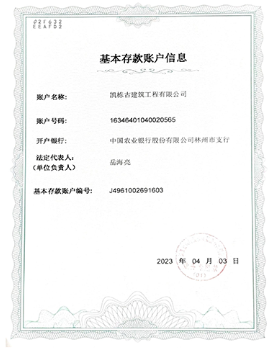 基本存款账户信息
账户名称：
凯栋古建筑工程有限公司
账户号码：
16346401040020565
开户银行：
中国农业银行股份有限公司林州市支行
法定代表人：
(单位负责人)
岳海亮
基本存款账户编号：
J4961002691603
2023 年 04 月 03 日